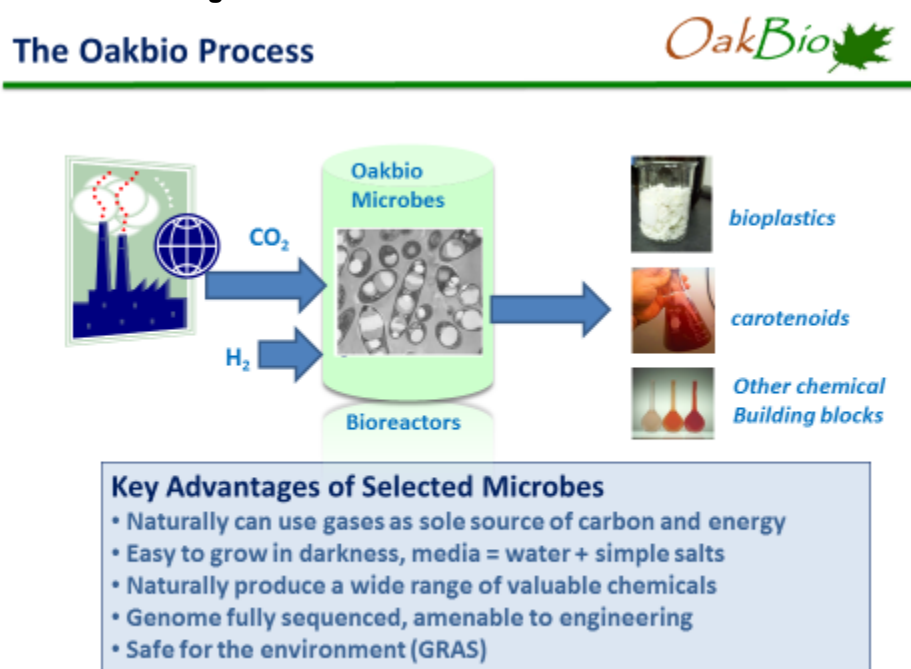 The Oakbio Process
OakBio
Oakbio
Microbes
CO₂
H₂
Bioreactors
bioplastics
carotenoids
Other chemical
Building blocks
Key Advantages of Selected Microbes
• Naturally can use gases as sole source of carbon and energy
• Easy to grow in darkness, media = water + simple salts
• Naturally produce a wide range of valuable chemicals
• Genome fully sequenced, amenable to engineering
• Safe for the environment (GRAS)